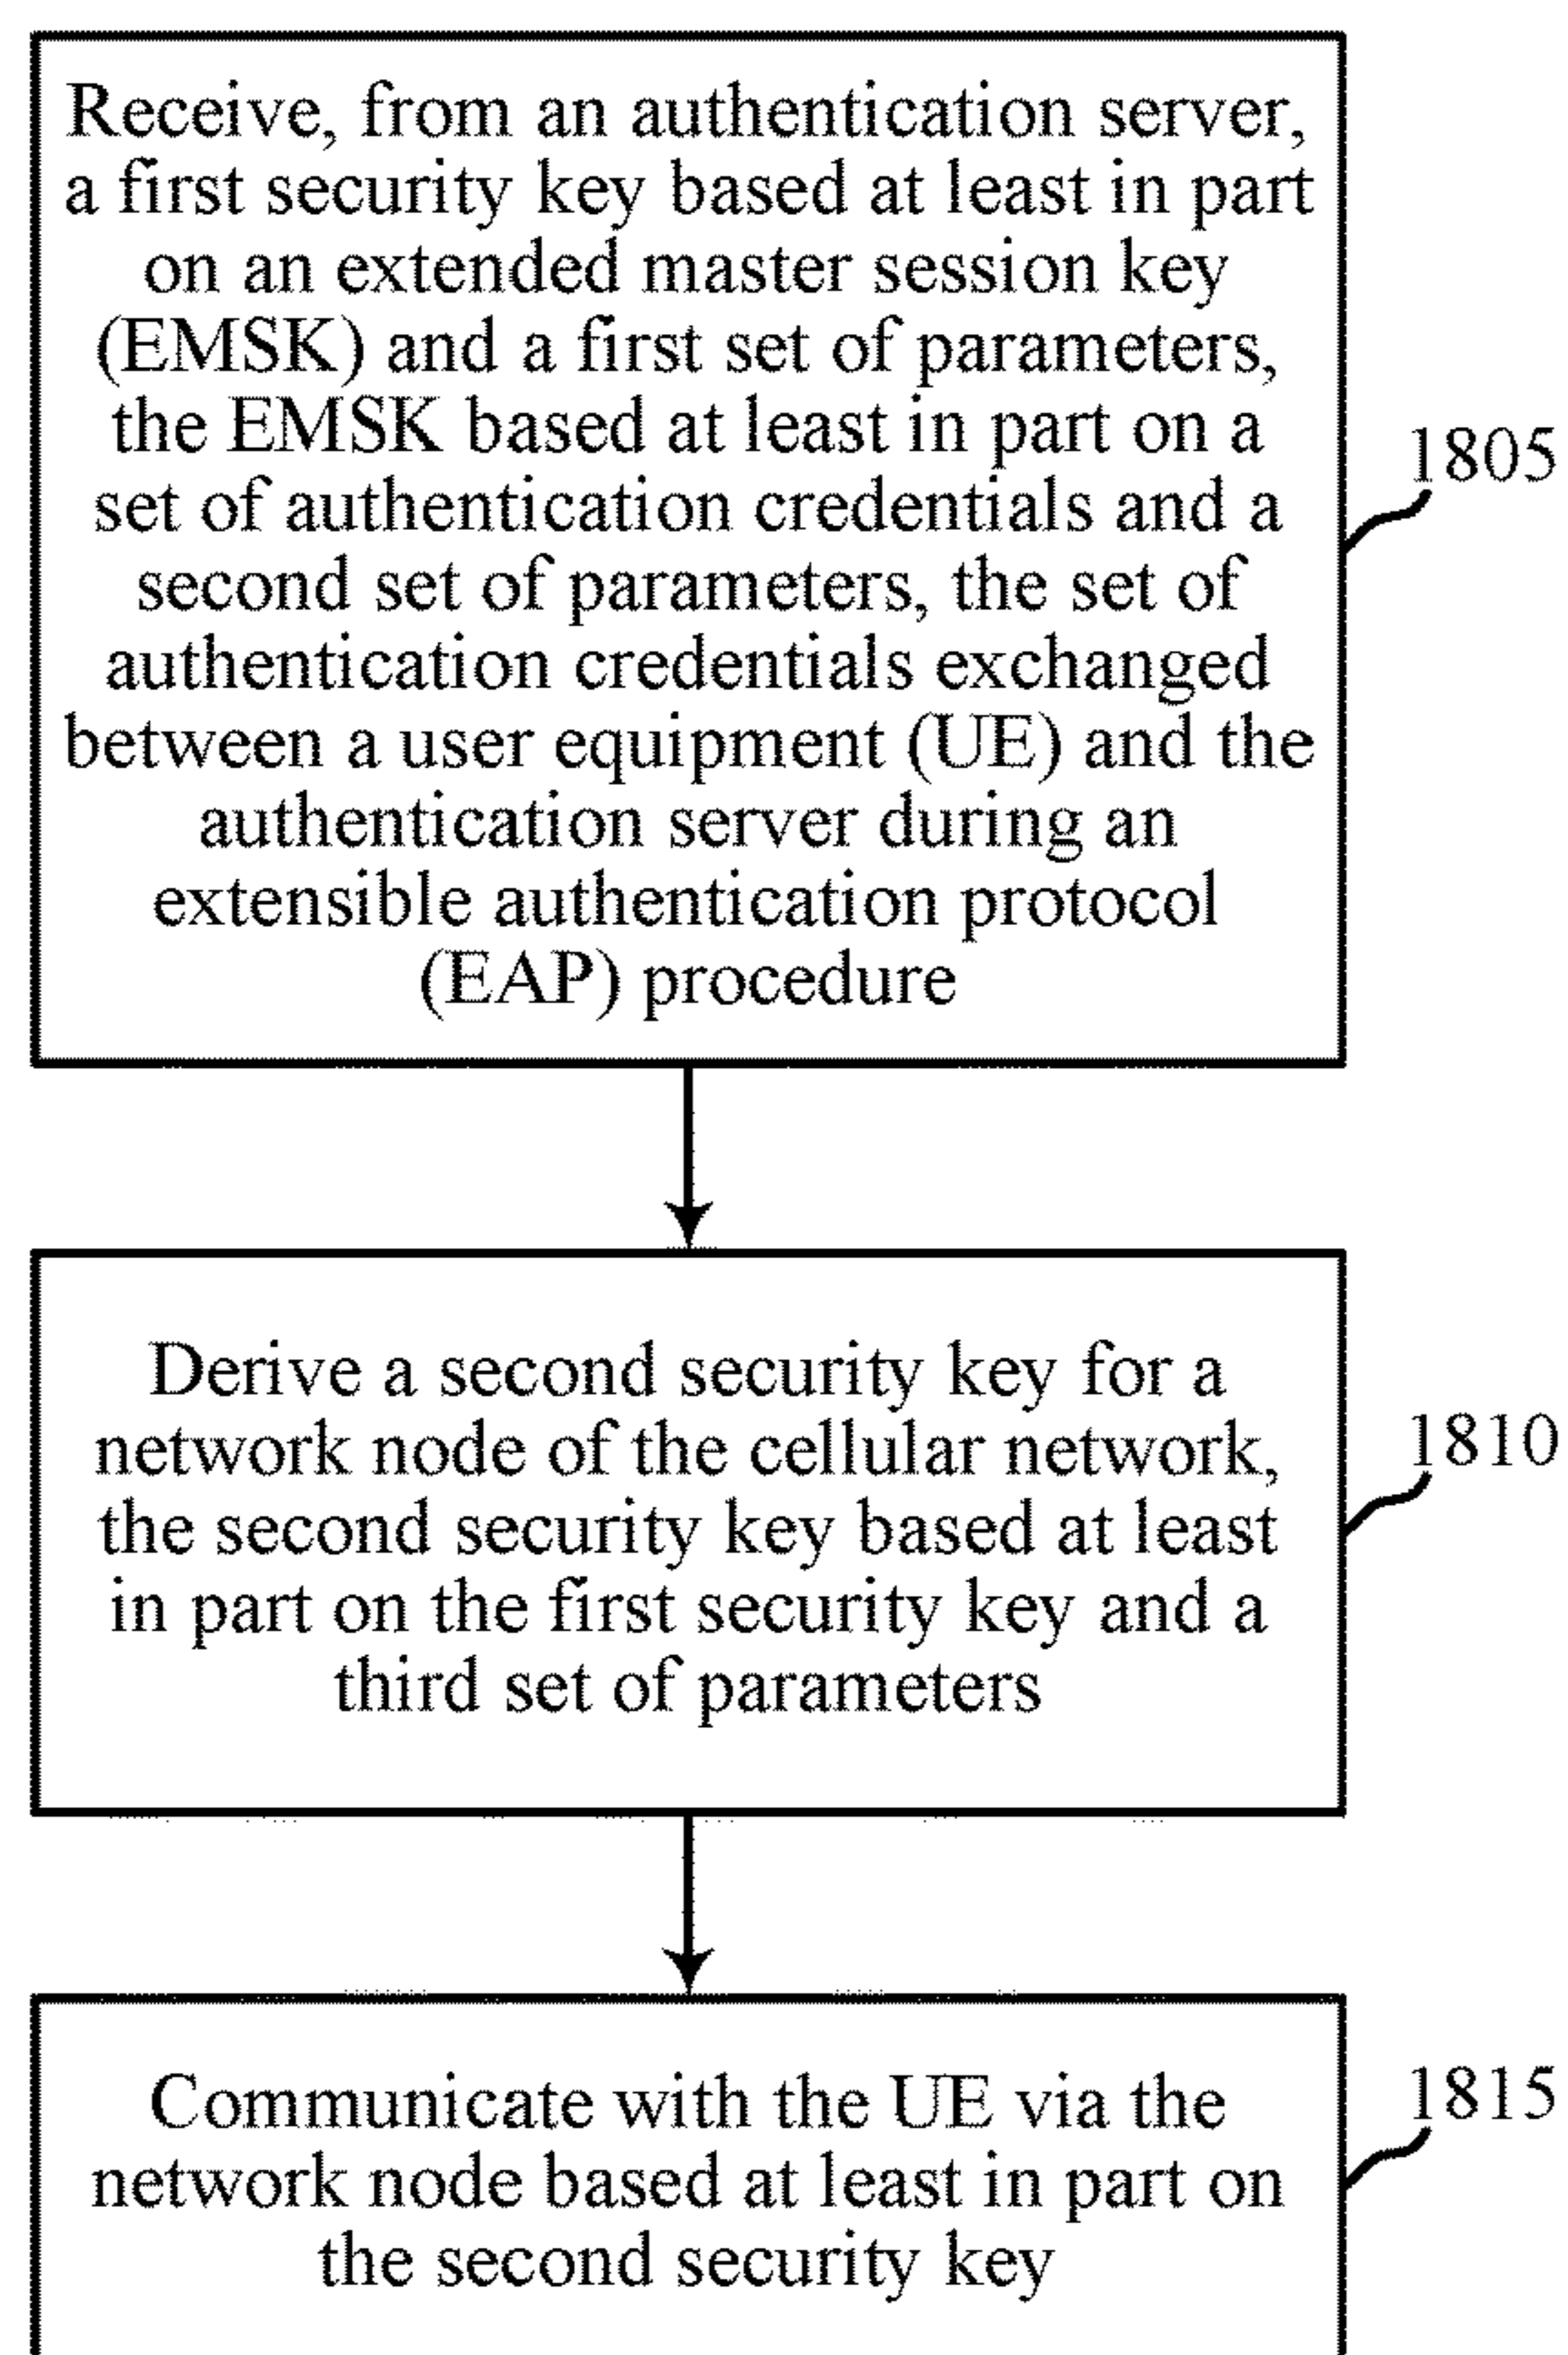 Receive, from an authentication server,
a first security key based at least in part
on an extended master session key
(EMSK) and a first set of parameters,
the EMSK based at least in part on a
set of authentication credentials and a
second set of parameters, the set of
authentication credentials exchanged
between a user equipment (UE) and the
authentication server during an
extensible authentication protocol
(EAP) procedure
1805
Derive a second security key for a
network node of the cellular network,
the second security key based at least
in part on the first security key and a
third set of parameters
1810
Communicate with the UE via the
network node based at least in part on
the second security key
1815